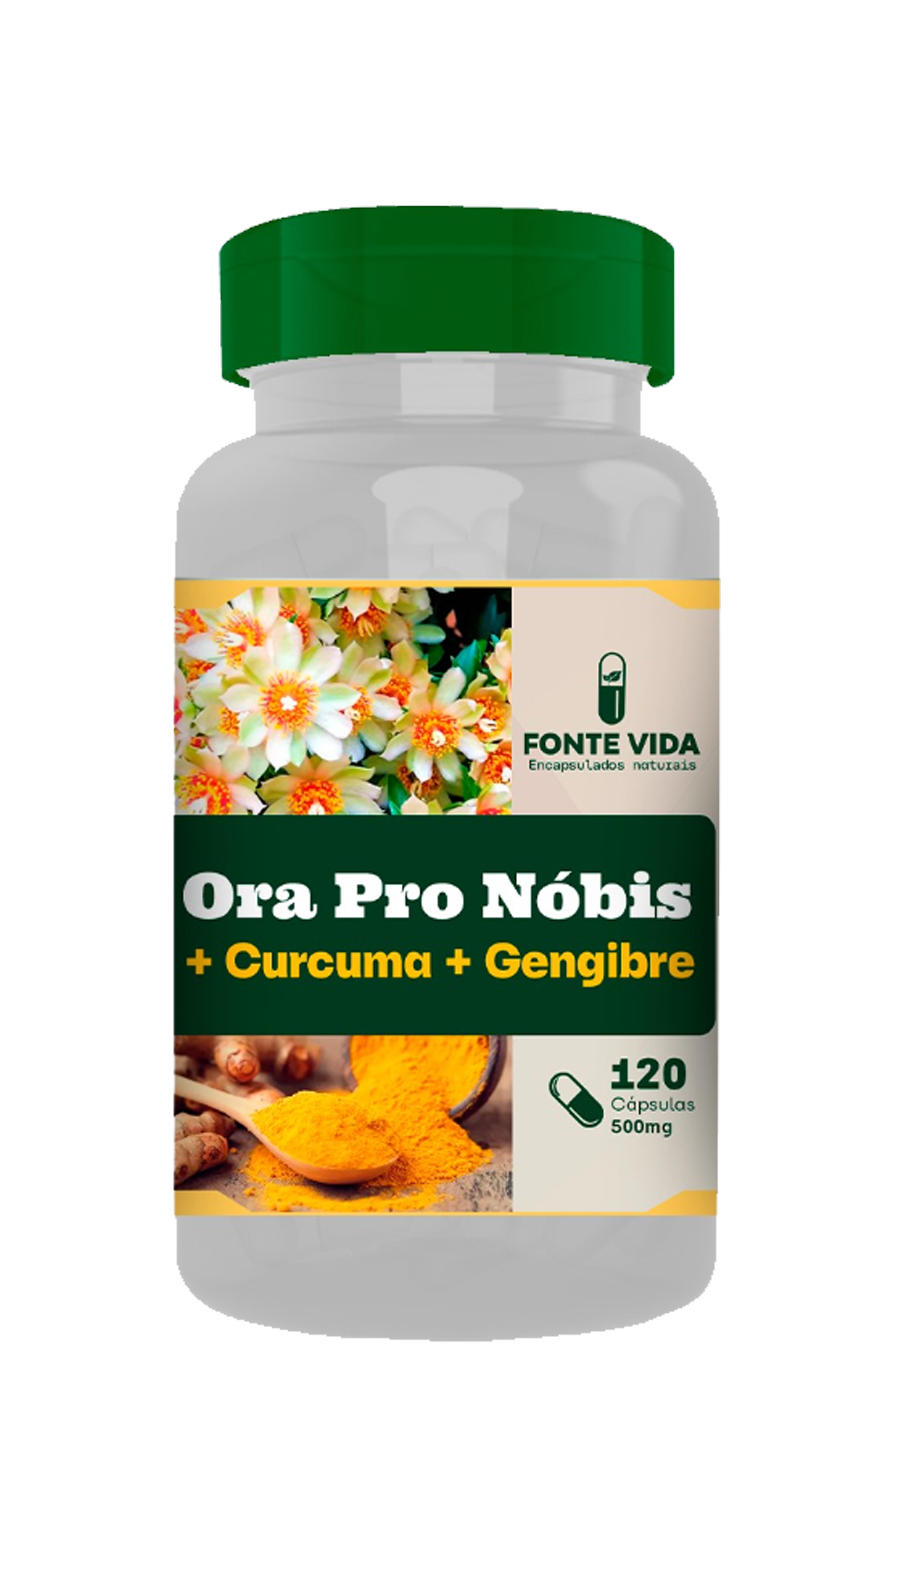 FONTE VIDA
Encapsulados naturais
Ora Pro Nóbis
+ Curcuma + Gengibre
120
Cápsulas
500mg